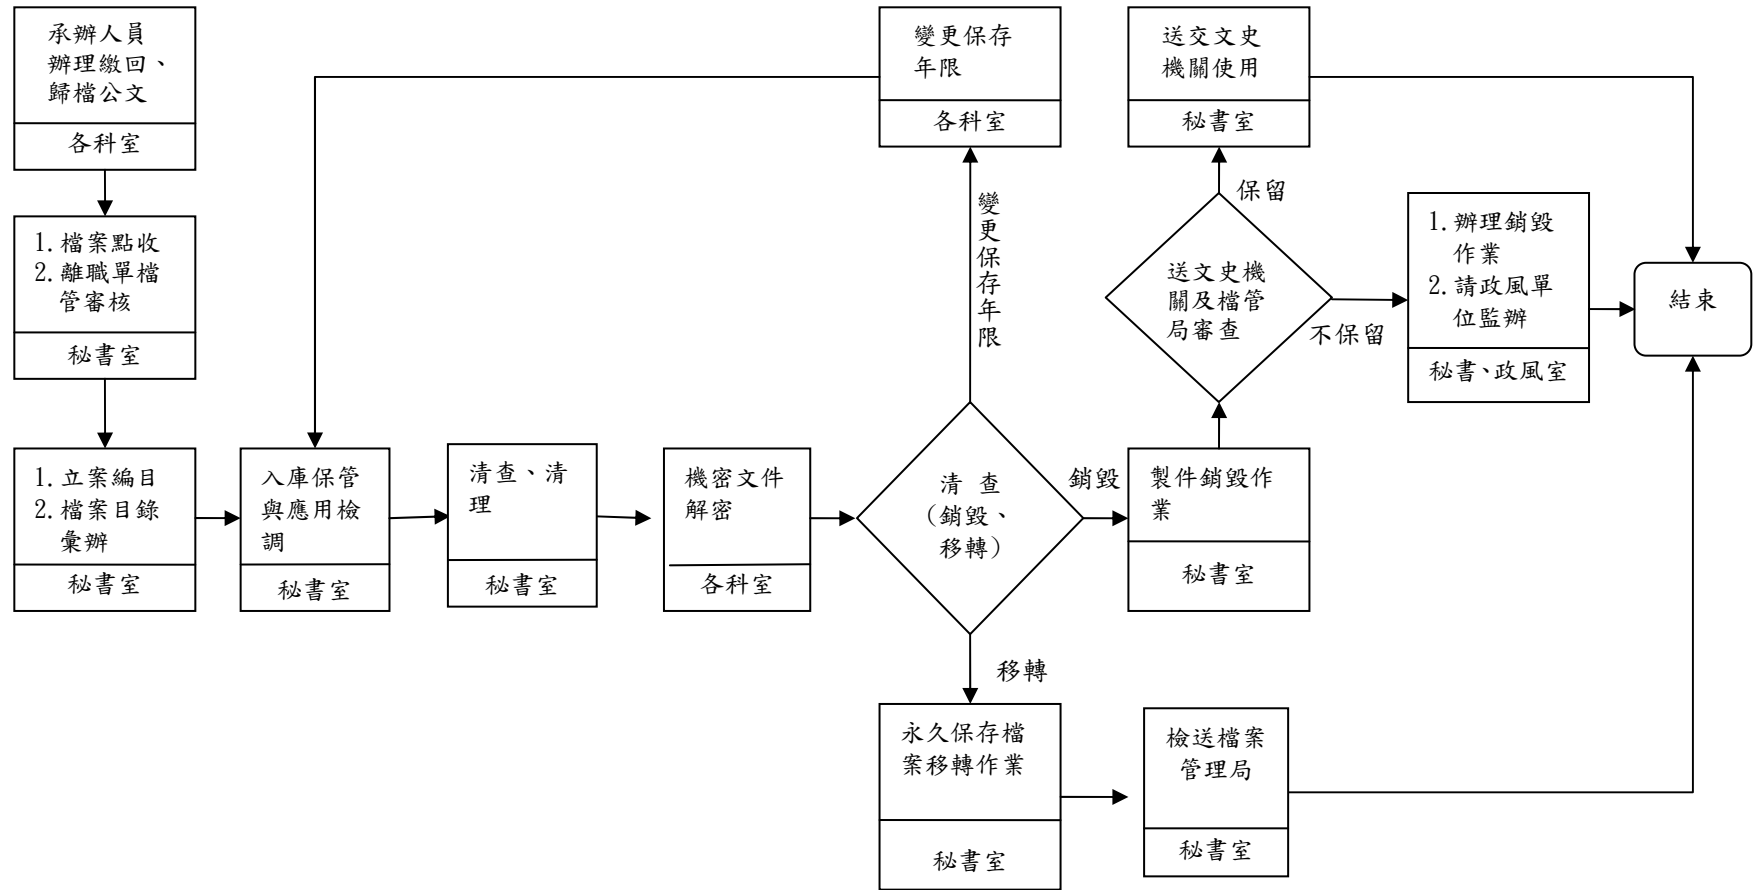 承辦人員
辦理繳回、
歸檔公文
各科室
1.檔案點收
2.離職單檔
管審核
秘書室
1.立案編目
2.檔案目錄
彙辦
秘書室
入庫保管
與應用檢
調
秘書室
清查、清
理
秘書室
機密文件
解密
各科室
清 查
(銷毀、
移轉)
變更保存年限
變更保存
年限
各科室
銷毀
製件銷毀作
業
秘書室
送文史機
關及檔管
局審查
保留
送交文史
機關使用
秘書室
不保留
1.辦理銷毀
作業
2.請政風單
位監辦
秘書、政風室
移轉
永久保存檔
案移轉作業
秘書室
檢送檔案
管理局
秘書室
結束